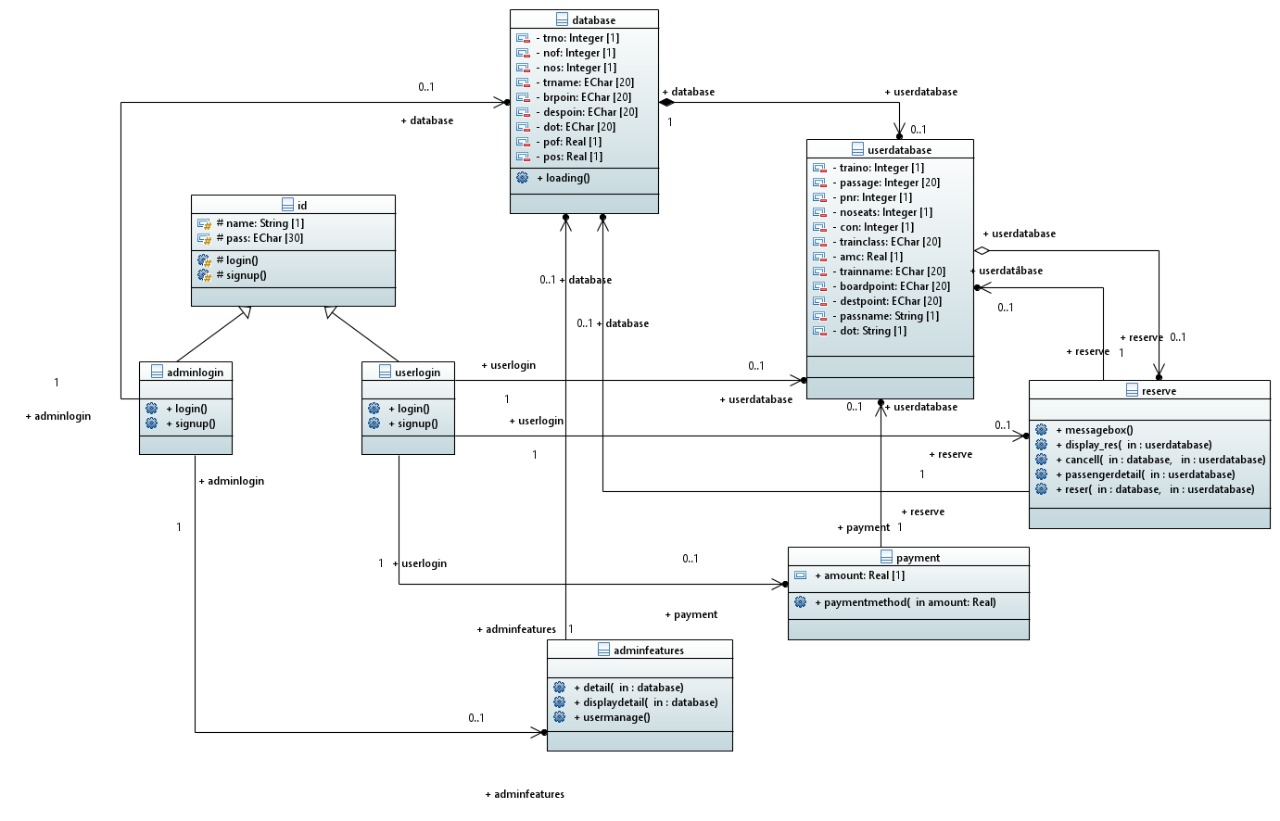 database
- trno: Integer [1]
- nof: Integer [1]
- nos: Integer [1]
- trname: EChar [20]
- brpoin: EChar [20]
- despoin: EChar [20]
- dot: EChar [20]
- pof: Real [1]
- pos: Real [1]
+ loading()
0..1
+ database
+ database
1
+ userdatabase
0..1
userdatabase
- traino: Integer [1]
- passage: Integer [20]
- pnr: Integer [1]
- noseats: Integer [1]
- con: Integer [1]
- trainclass: EChar [20]
- amc: Real [1]
- trainname: EChar [20]
- boardpoint: EChar [20]
- destpoint: EChar [20]
- passname: String [1]
- dot: String [1]
id
# name: String [1]
# pass: EChar [30]
# login()
# signup()
+ userdatabase
+ userdatabase
0..1
+ reserve 0..1
+ reserve 1
0..1 + database
0..1 + database
adminlogin
+ login()
+ signup()
1
+ adminlogin
userlogin
+ login()
+ signup()
+ userlogin
1
0..1
+ userdatabase
+ userlogin
1
0..1
+ reserve
1
0..1 + userdatabase
reserve
+ messagebox()
+ display_res( in : userdatabase)
+ cancell( in : database, in : userdatabase)
+ passengerdetail( in : userdatabase)
+ reser( in : database, in : userdatabase)
+ adminlogin
1
+ reserve
+ payment 1
1 + userlogin
0..1
+ payment
payment
+ amount: Real [1]
+ paymentmethod( in amount: Real)
+ adminfeatures 1
adminfeatures
+ detail( in : database)
+ displaydetail( in : database)
+ usermanage()
0..1
+ adminfeatures